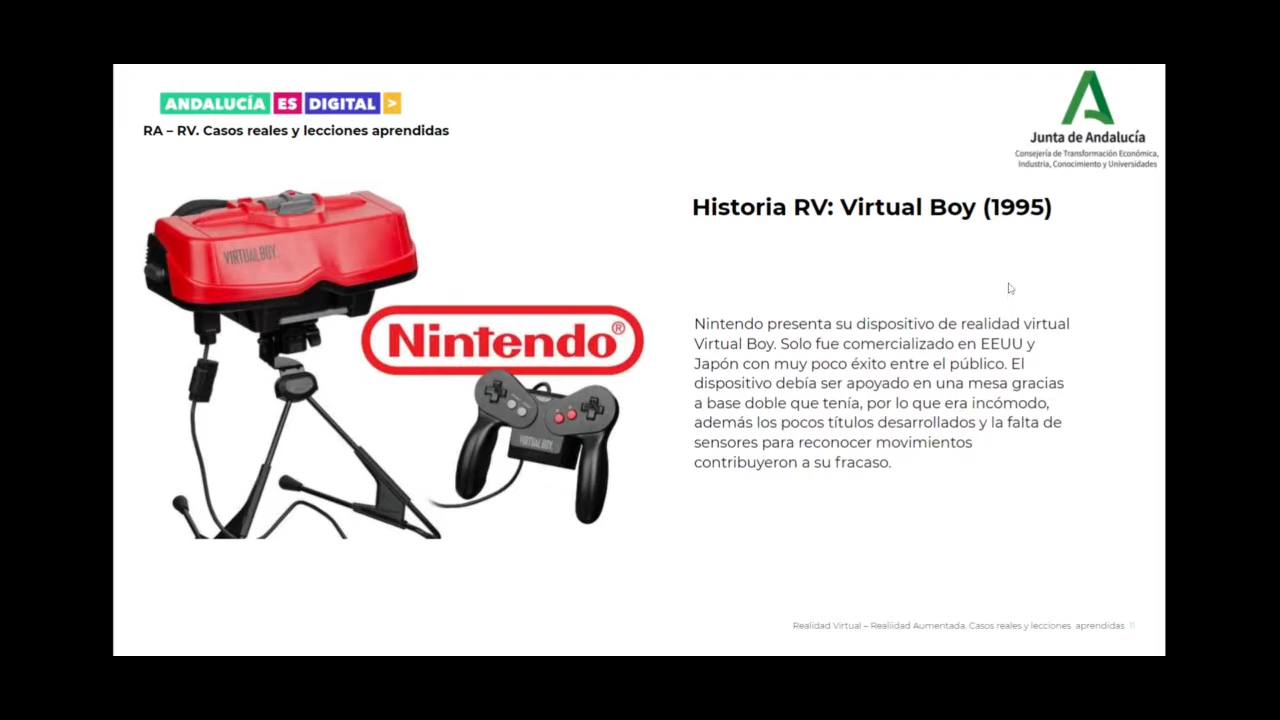 ANDALUCÍA ES DIGITAL >
RA – RV. Casos reales y lecciones aprendidas
Junta de Andalucía
Consejería de Transformación Económica,
Industria, Conocimiento y Universidades
Historia RV: Virtual Boy (1995)
VIRTUAL BOY
Nintendo®
VIRTUAL BOY
Nintendo presenta su dispositivo de realidad virtual
Virtual Boy. Solo fue comercializado en EEUU y
Japón con muy poco éxito entre el público. El
dispositivo debía ser apoyado en una mesa gracias
a base doble que tenía, por lo que era incómodo,
además los pocos títulos desarrollados y la falta de
sensores para reconocer movimientos
contribuyeron a su fracaso.
Realidad Virtual – Realiidad Aumentada. Casos reales y lecciones aprendidas 11